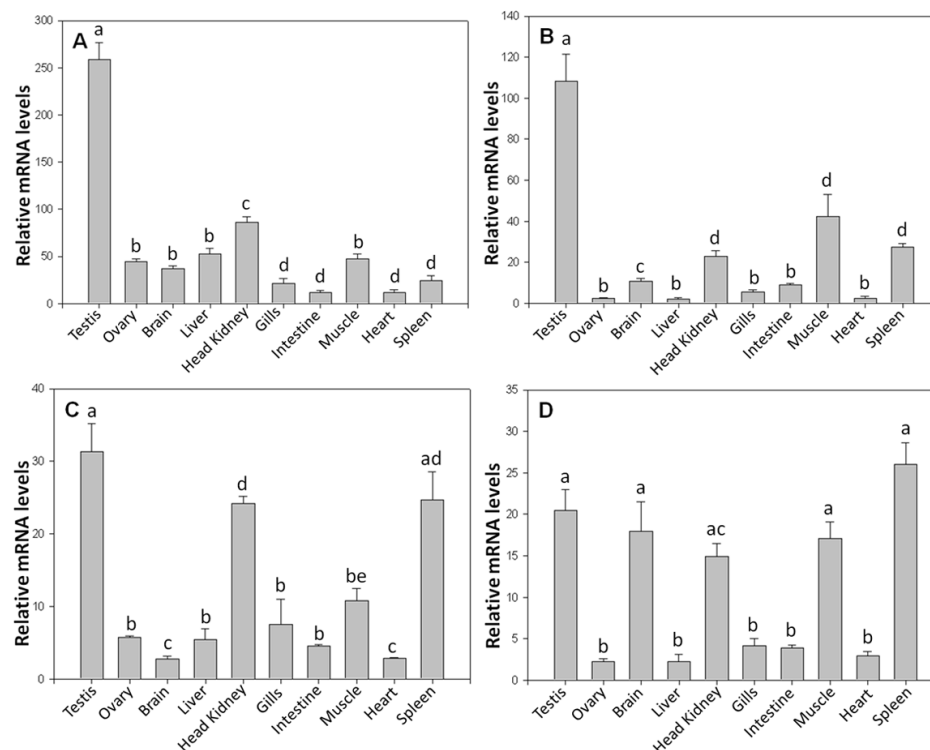 A
Relative mRNA levels
300
250
200
150
100
50
0
a
b
b
b
c
d
d
b
d
d
Testis
Ovary
Brain
Liver
Head Kidney
Gills
Intestine
Muscle
Heart
Spleen
B
Relative mRNA levels
140
120
100
80
60
40
20
0
a
b
c
b
d
b
b
d
b
d
Testis
Ovary
Brain
Liver
Head Kidney
Gills
Intestine
Muscle
Heart
Spleen
C
Relative mRNA levels
40
30
20
10
0
a
b
c
b
d
b
b
be
c
ad
Testis
Ovary
Brain
Liver
Head Kidney
Gills
Intestine
Muscle
Heart
Spleen
D
Relative mRNA levels
35
30
25
20
15
10
5
0
a
b
a
b
ac
b
b
a
b
a
Testis
Ovary
Brain
Liver
Head Kidney
Gills
Intestine
Muscle
Heart
Spleen